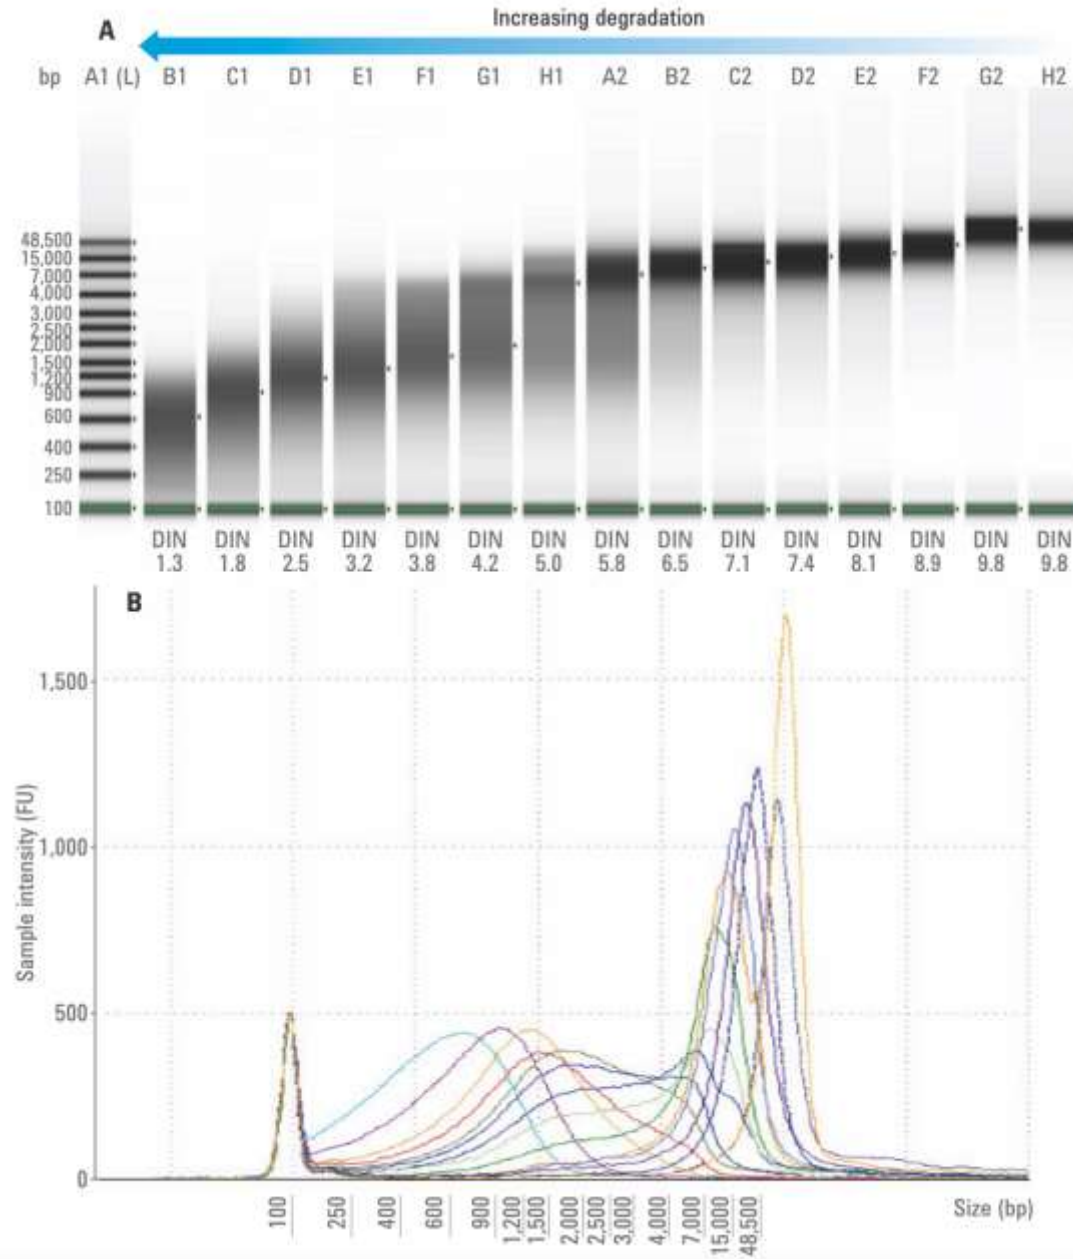 A
Increasing degradation
bp A1 (L) B1 C1 D1 E1 F1 G1 H1 A2 B2 C2 D2 E2 F2 G2 H2
48,500
15,000
7,000
4,000
3,000
2,500
2,000
1,500
1,200
900
600
400
250
100
DIN DIN DIN DIN DIN DIN DIN DIN DIN DIN DIN DIN DIN DIN DIN
1.3 1.8 2.5 3.2 3.8 4.2 5.0 5.8 6.5 7.1 7.4 8.1 8.9 9.8 9.8
B
1,500
1,000
500
0
Sample intensity (FU)
100 250 400 600 900 1,200 1,500 2,000 2,500 3,000 4,000 7,000 15,000 48,500
Size (bp)